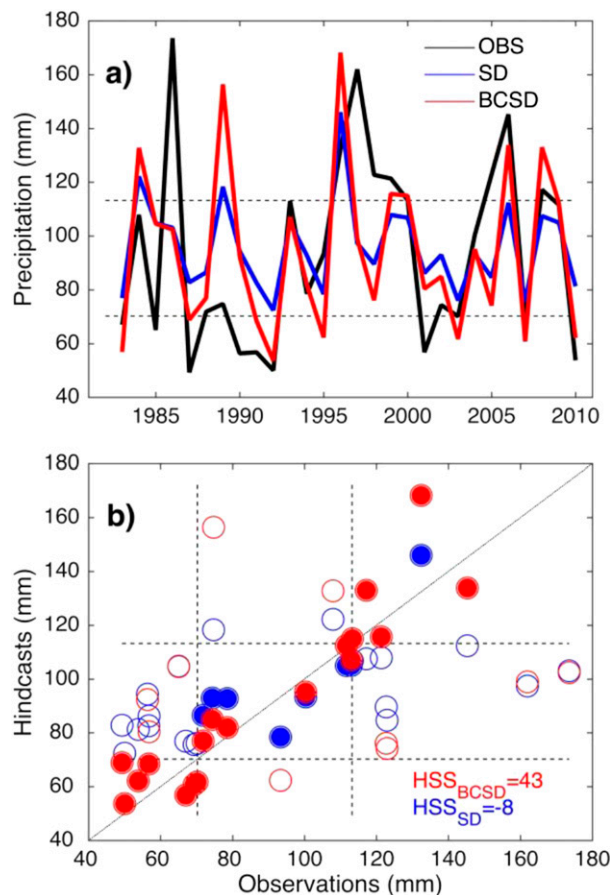 180
160
140
120
100
80
60
40
Precipitation (mm)
a)
OBS
SD
BCSD
1985 1990 1995 2000 2005 2010
180
160
140
120
100
80
60
40
Hindcasts (mm)
b)
HSS_BCSD=43
HSS_SD=-8
40 60 80 100 120 140 160 180
Observations (mm)